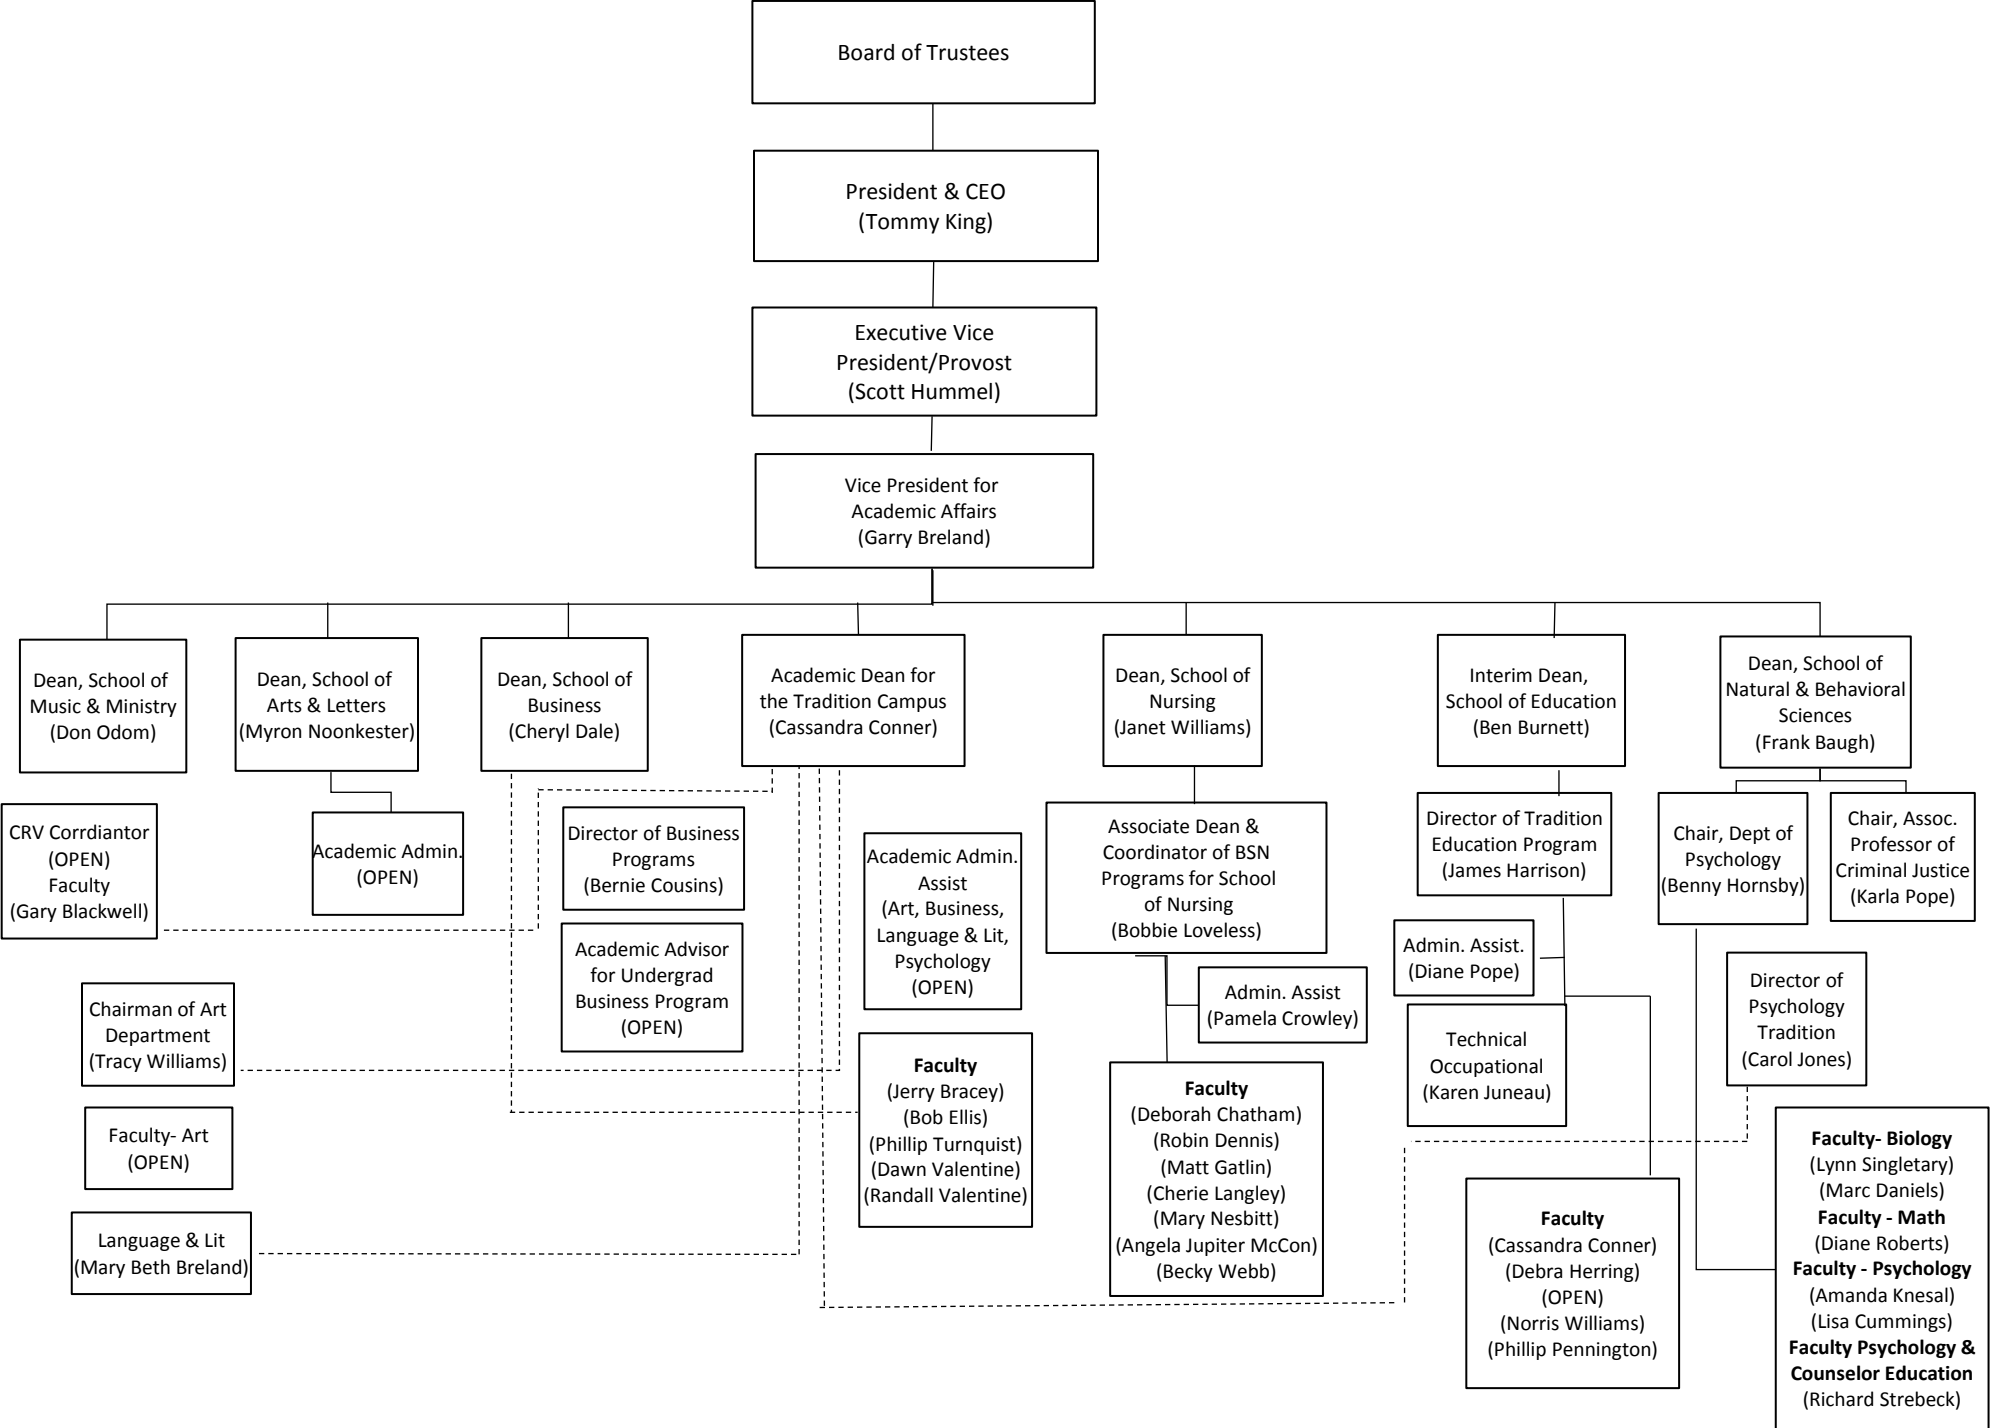 Board of Trustees
President & CEO
(Tommy King)
Executive Vice
President/Provost
(Scott Hummel)
Vice President for
Academic Affairs
(Garry Breland)
Dean, School of
Music & Ministry
(Don Odom)
Dean, School of
Arts & Letters
(Myron Noonkester)
Dean, School of
Business
(Cheryl Dale)
Academic Dean for
the Tradition Campus
(Cassandra Conner)
Dean, School of
Nursing
(Janet Williams)
Interim Dean,
School of Education
(Ben Burnett)
Dean, School of
Natural & Behavioral
Sciences
(Frank Baugh)
CRV Corrdiantor
(OPEN)
Faculty
(Gary Blackwell)
Academic Admin.
(OPEN)
Director of Business
Programs
(Bernie Cousins)
Academic Advisor
for Undergrad
Business Program
(OPEN)
Academic Admin.
Assist
(Art, Business,
Language & Lit,
Psychology
(OPEN)
Associate Dean &
Coordinator of BSN
Programs for School
of Nursing
(Bobbie Loveless)
Director of Tradition
Education Program
(James Harrison)
Chair, Dept of
Psychology
(Benny Hornsby)
Chair, Assoc.
Professor of
Criminal Justice
(Karla Pope)
Admin. Assist
(Pamela Crowley)
Admin. Assist.
(Diane Pope)
Technical
Occupational
(Karen Juneau)
Director of
Psychology
Tradition
(Carol Jones)
Chairman of Art
Department
(Tracy Williams)
Faculty- Art
(OPEN)
Language & Lit
(Mary Beth Breland)
Faculty
(Jerry Bracey)
(Bob Ellis)
(Phillip Turnquist)
(Dawn Valentine)
(Randall Valentine)
Faculty
(Deborah Chatham)
(Robin Dennis)
(Matt Gatlin)
(Cherie Langley)
(Mary Nesbitt)
(Angela Jupiter McCon)
(Becky Webb)
Faculty
(Cassandra Conner)
(Debra Herring)
(OPEN)
(Norris Williams)
(Phillip Pennington)
Faculty- Biology
(Lynn Singletary)
(Marc Daniels)
Faculty - Math
(Diane Roberts)
Faculty - Psychology
(Amanda Knesal)
(Lisa Cummings)
Faculty Psychology &
Counselor Education
(Richard Strebeck)